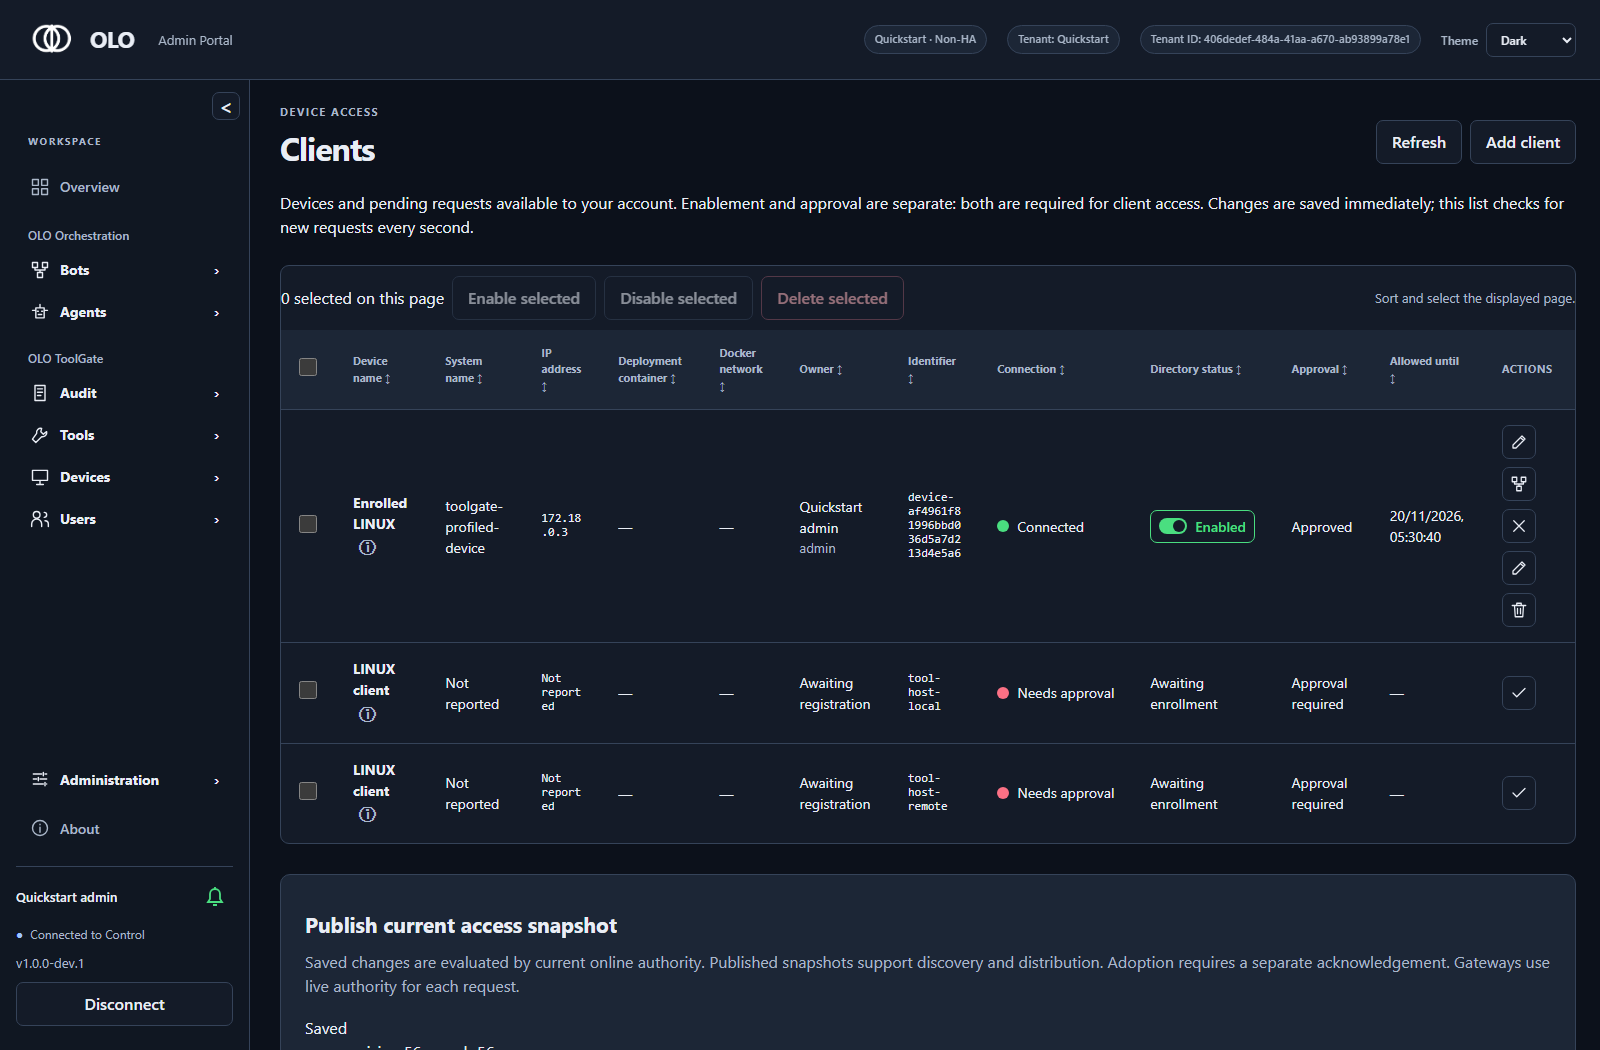 OLO Admin Portal
Quickstart · Non-HA
Tenant: Quickstart
Tenant ID: 406dedef-484a-41aa-a670-ab93899a78e1
Theme
Dark
<
WORKSPACE
Overview
OLO Orchestration
Bots
Agents
OLO ToolGate
Audit
Tools
Devices
Users
Administration
About
Quickstart admin
Connected to Control
v1.0.0-dev.1
Disconnect
DEVICE ACCESS
Clients
Refresh
Add client
Devices and pending requests available to your account. Enablement and approval are separate: both are required for client access. Changes are saved immediately; this list checks for
new requests every second.
0 selected on this page
Enable selected
Disable selected
Delete selected
Sort and select the displayed page.
Device
name ↕
System
name ↕
IP
address
↕
Deployment
container ↕
Docker
network
↕
Owner ↕
Identifier
↕
Connection ↕
Directory status ↕
Approval ↕
Allowed until
↕
ACTIONS
Enrolled
LINUX
toolgate-
profiled-
device
172.18
.0.3
—
—
Quickstart
admin
admin
device-
af4961f8
1996bbd0
36d5a7d2
13d4e5a6
Connected
Enabled
Approved
20/11/2026,
05:30:40
LINUX
client
Not
reported
Not
report
ed
—
—
Awaiting
registration
tool-
host-
local
Needs approval
Awaiting
enrollment
Approval
required
—
LINUX
client
Not
reported
Not
report
ed
—
—
Awaiting
registration
tool-
host-
remote
Needs approval
Awaiting
enrollment
Approval
required
—
Publish current access snapshot
Saved changes are evaluated by current online authority. Published snapshots support discovery and distribution. Adoption requires a separate acknowledgement. Gateways use
live authority for each request.
Saved